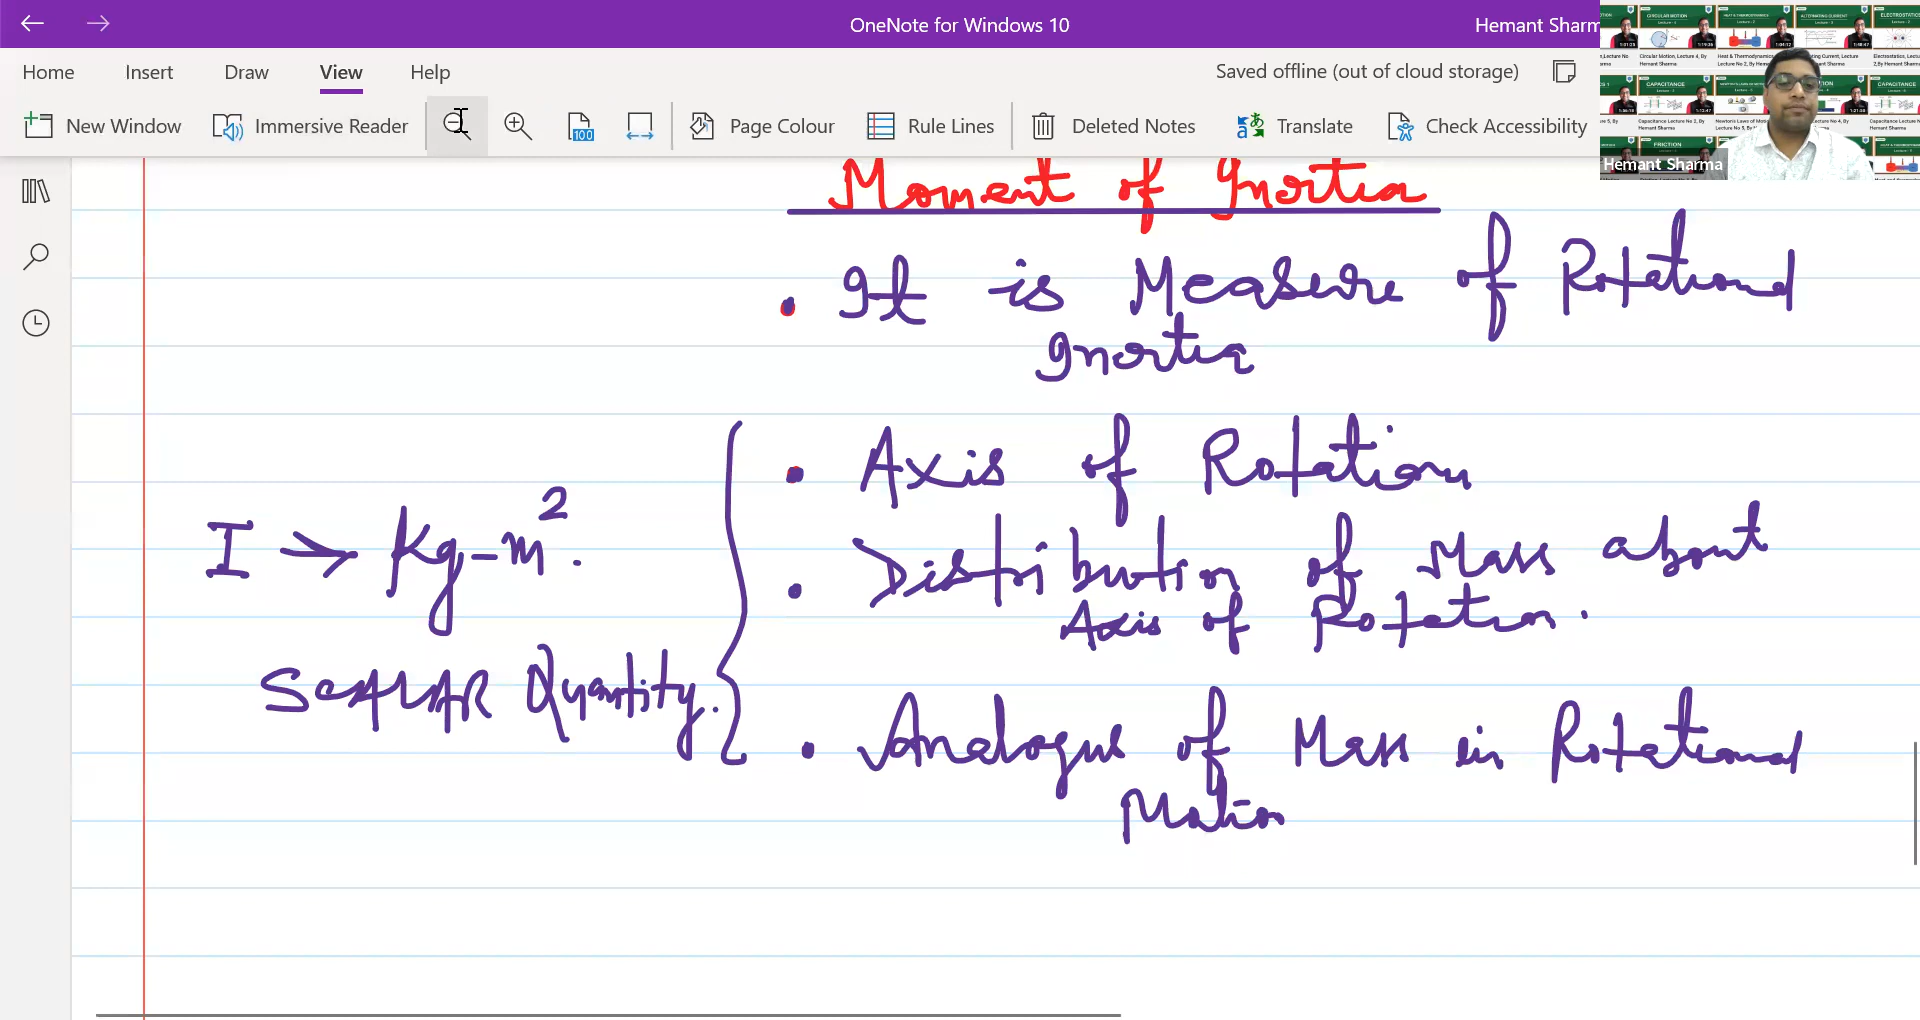 OneNote for Windows 10
Hemant Sharm
Home Insert Draw View Help
Saved offline (out of cloud storage)
New Window Immersive Reader 100 Page Colour Rule Lines Deleted Notes Translate Check Accessibility
Hemant Sharma
Moment of Inertia
• It is Measure of Rotational
Inertia
• Axis of Rotation
I → Kg-m².
• Distribution of Mass about
Axis of Rotation.
SCALAR Quantity.
• Analogus of Mass in Rotational
Motion